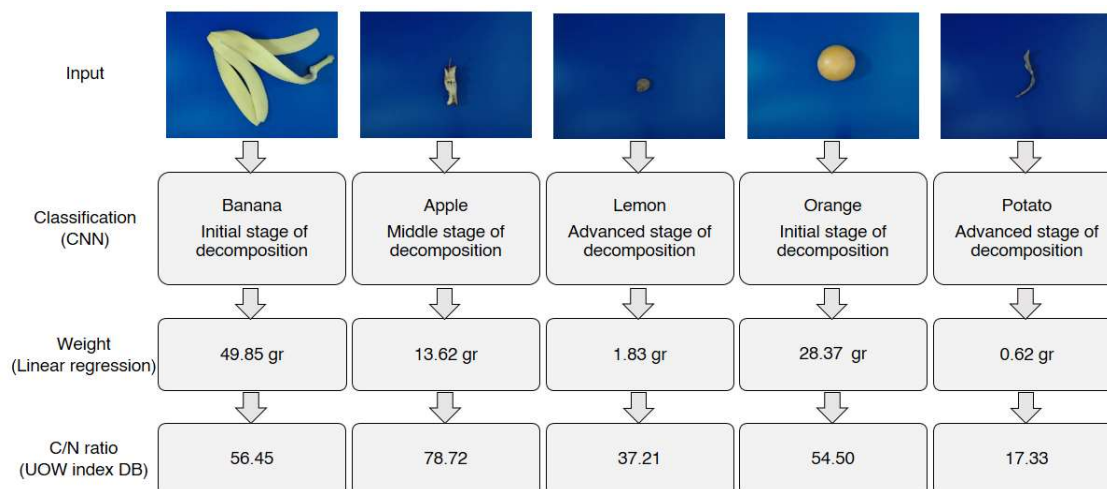 Input
Classification
(CNN)
Banana
Initial stage of
decomposition
Apple
Middle stage of
decomposition
Lemon
Advanced stage of
decomposition
Orange
Initial stage of
decomposition
Potato
Advanced stage of
decomposition
Weight
(Linear regression)
49.85 gr
13.62 gr
1.83 gr
28.37 gr
0.62 gr
C/N ratio
(UOW index DB)
56.45
78.72
37.21
54.50
17.33